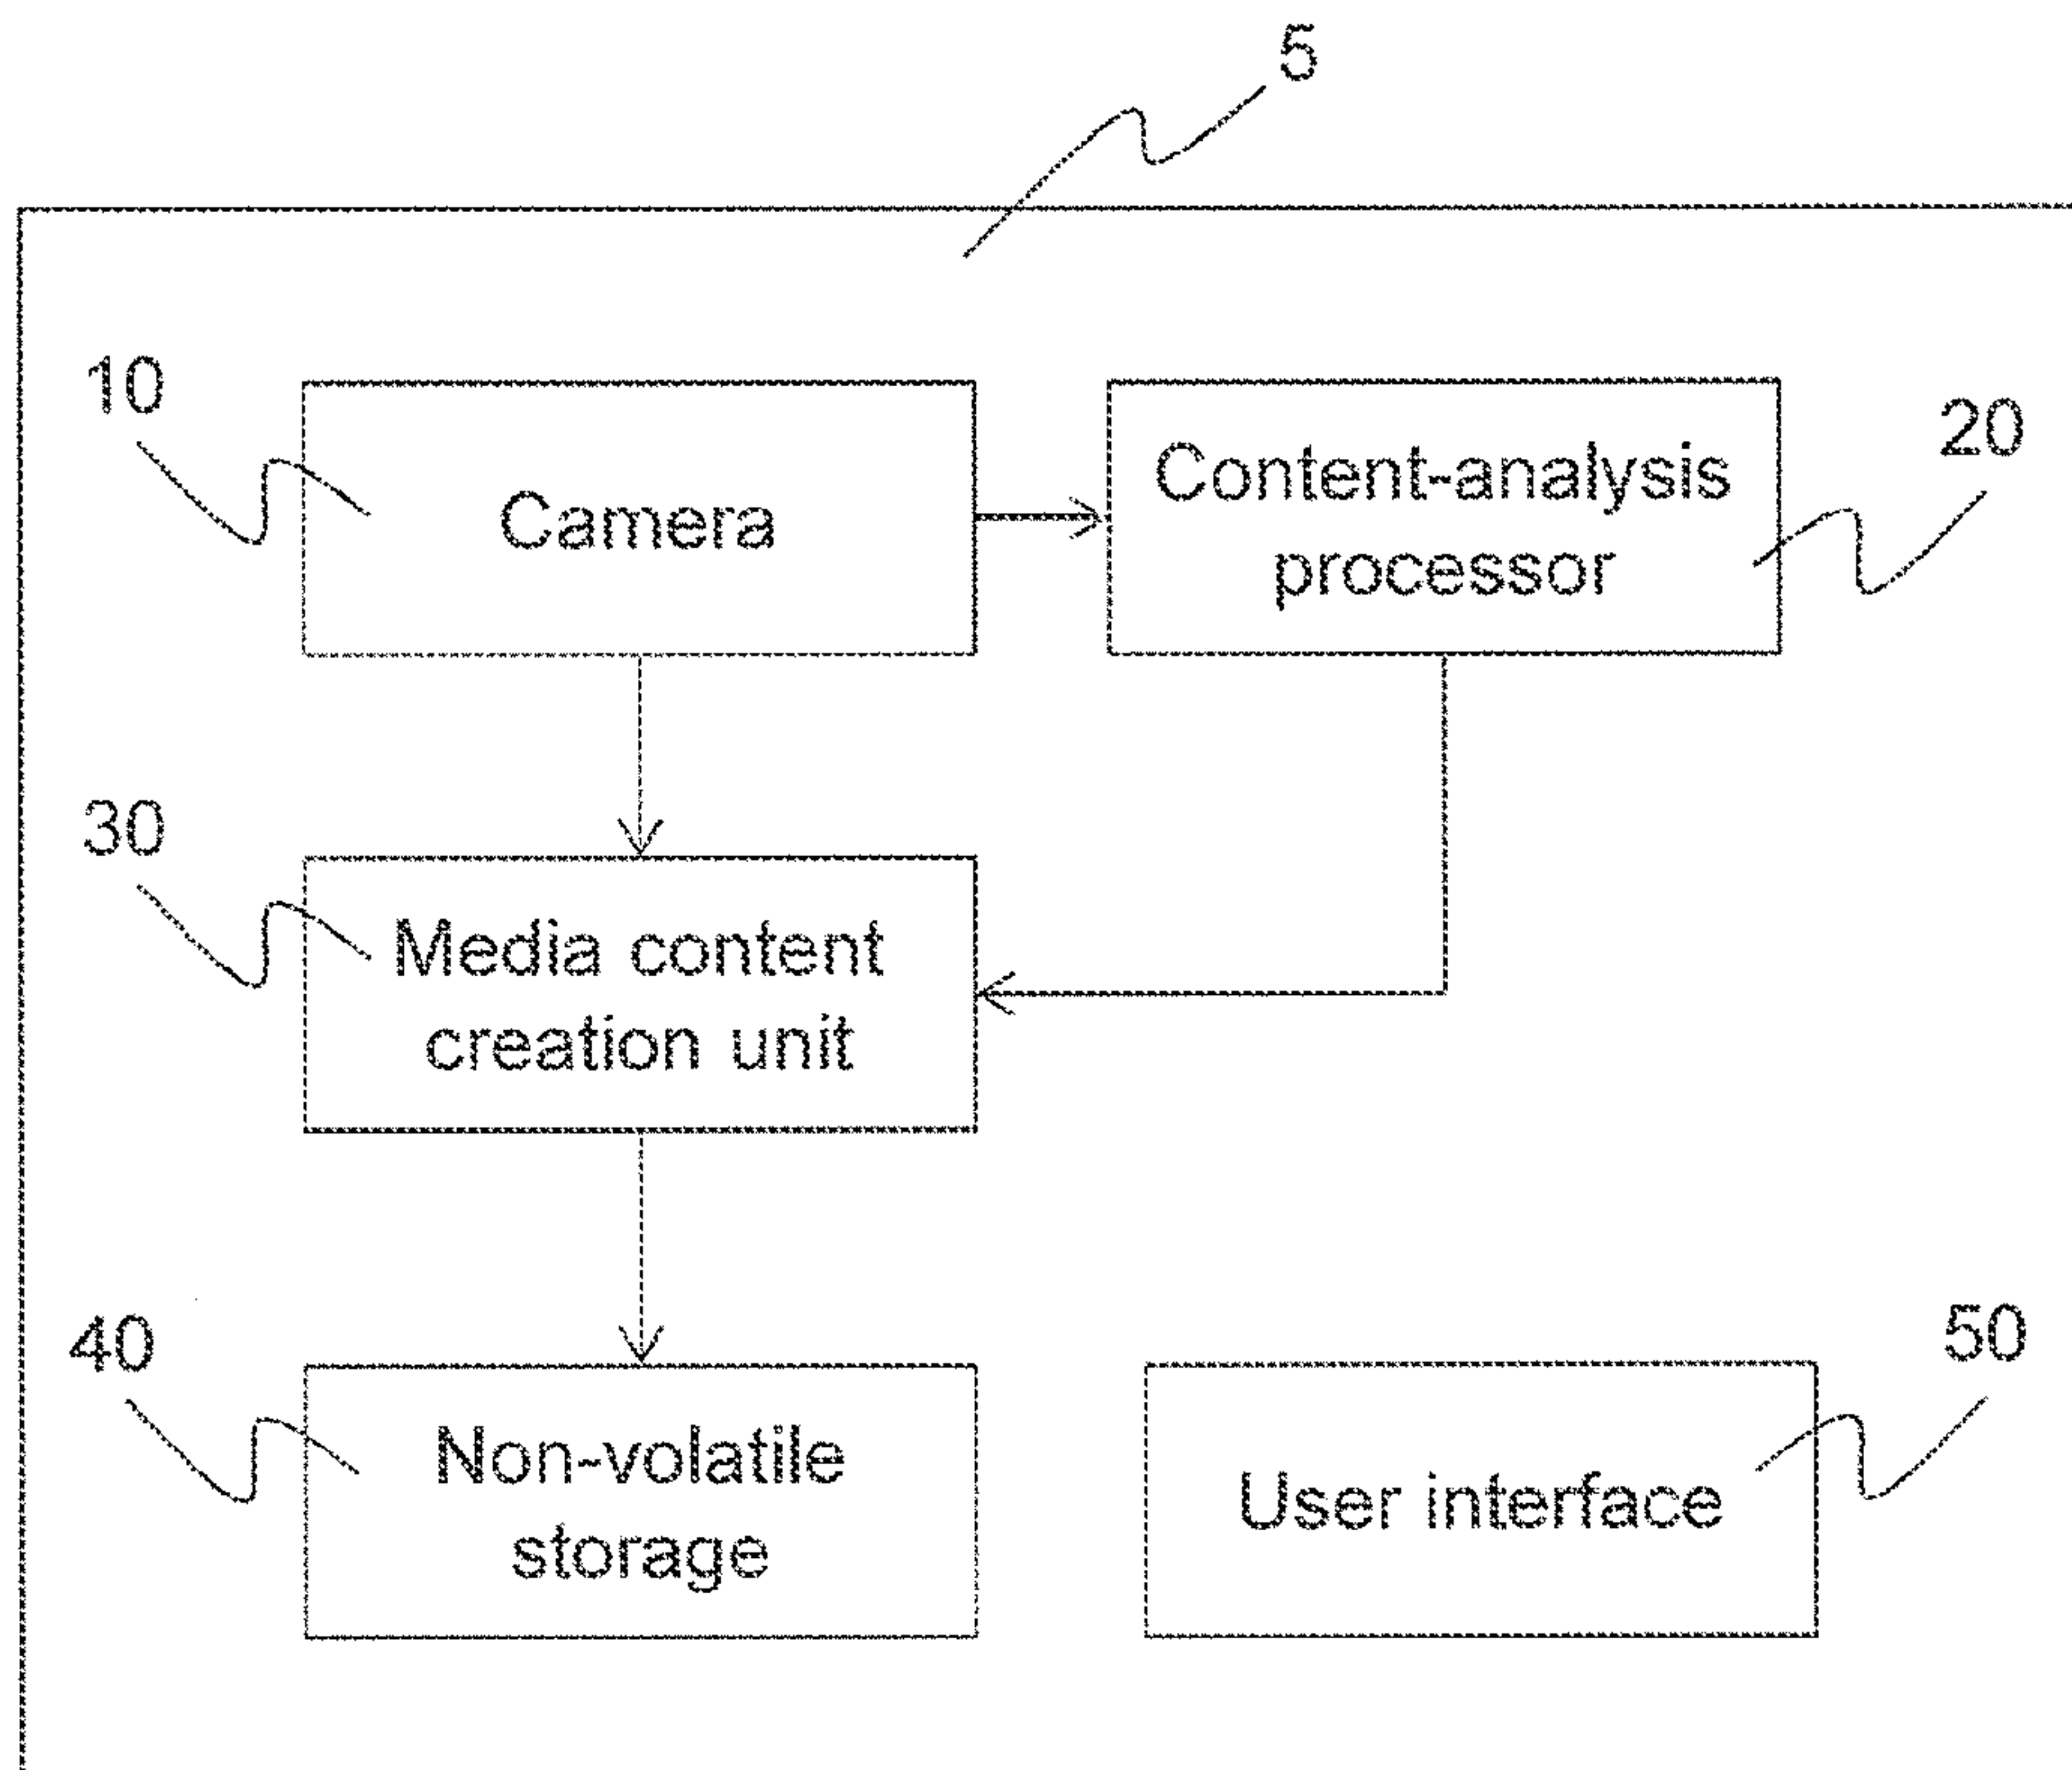 5
10
Camera
Content-analysis
processor
20
30
Media content
creation unit
40
Non-volatile
storage
User interface
50